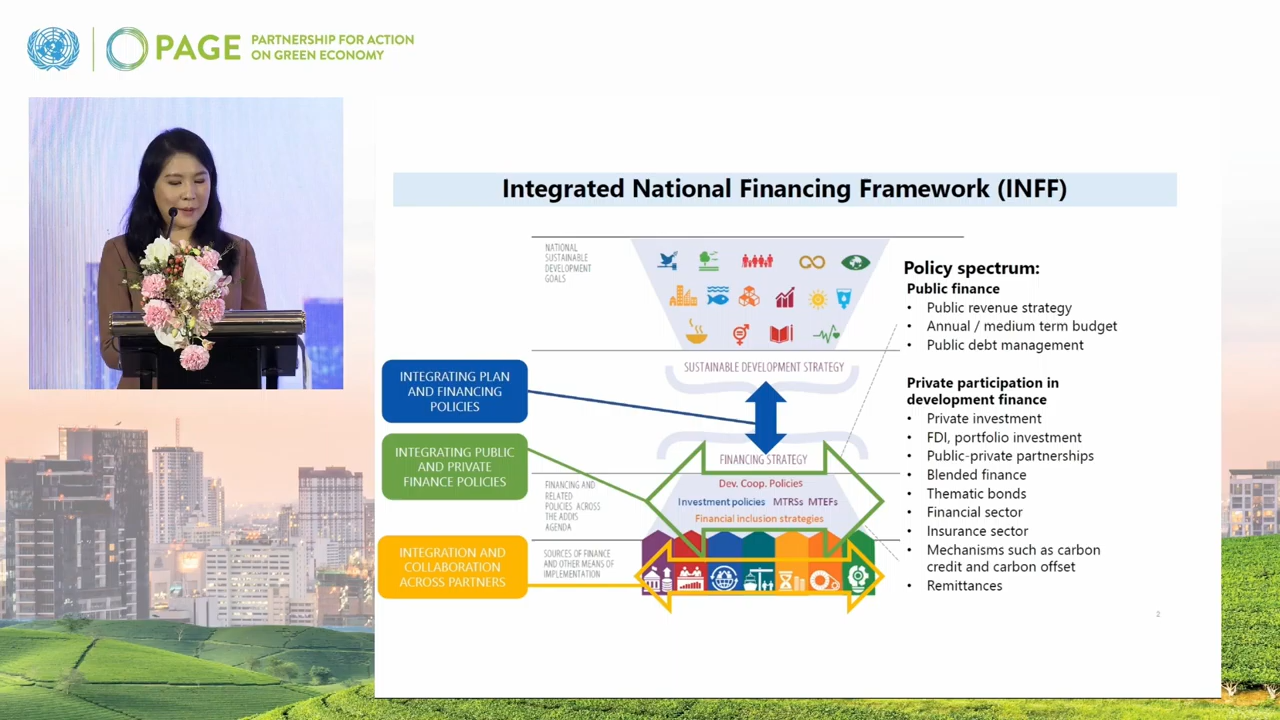 PAGE
PARTNERSHIP FOR ACTION
ON GREEN ECONOMY
Integrated National Financing Framework (INFF)
NATIONAL
SUSTAINABLE
DEVELOPMENT
GOALS
SUSTAINABLE DEVELOPMENT STRATEGY
INTEGRATING PLAN
AND FINANCING
POLICIES
INTEGRATING PUBLIC
AND PRIVATE
FINANCE POLICIES
INTEGRATION AND
COLLABORATION
ACROSS PARTNERS
FINANCING STRATEGY
FINANCING AND
RELATED
POLICIES ACROSS
THE ADDIS
AGENDA
Dev. Coop. Policies
Investment policies MTRSs MTEFs
Financial inclusion strategies
SOURCES OF FINANCE
AND OTHER MEANS OF
IMPLEMENTATION
Policy spectrum:
Public finance
• Public revenue strategy
• Annual / medium term budget
• Public debt management
Private participation in
development finance
• Private investment
• FDI, portfolio investment
• Public-private partnerships
• Blended finance
• Thematic bonds
• Financial sector
• Insurance sector
• Mechanisms such as carbon
credit and carbon offset
• Remittances
2